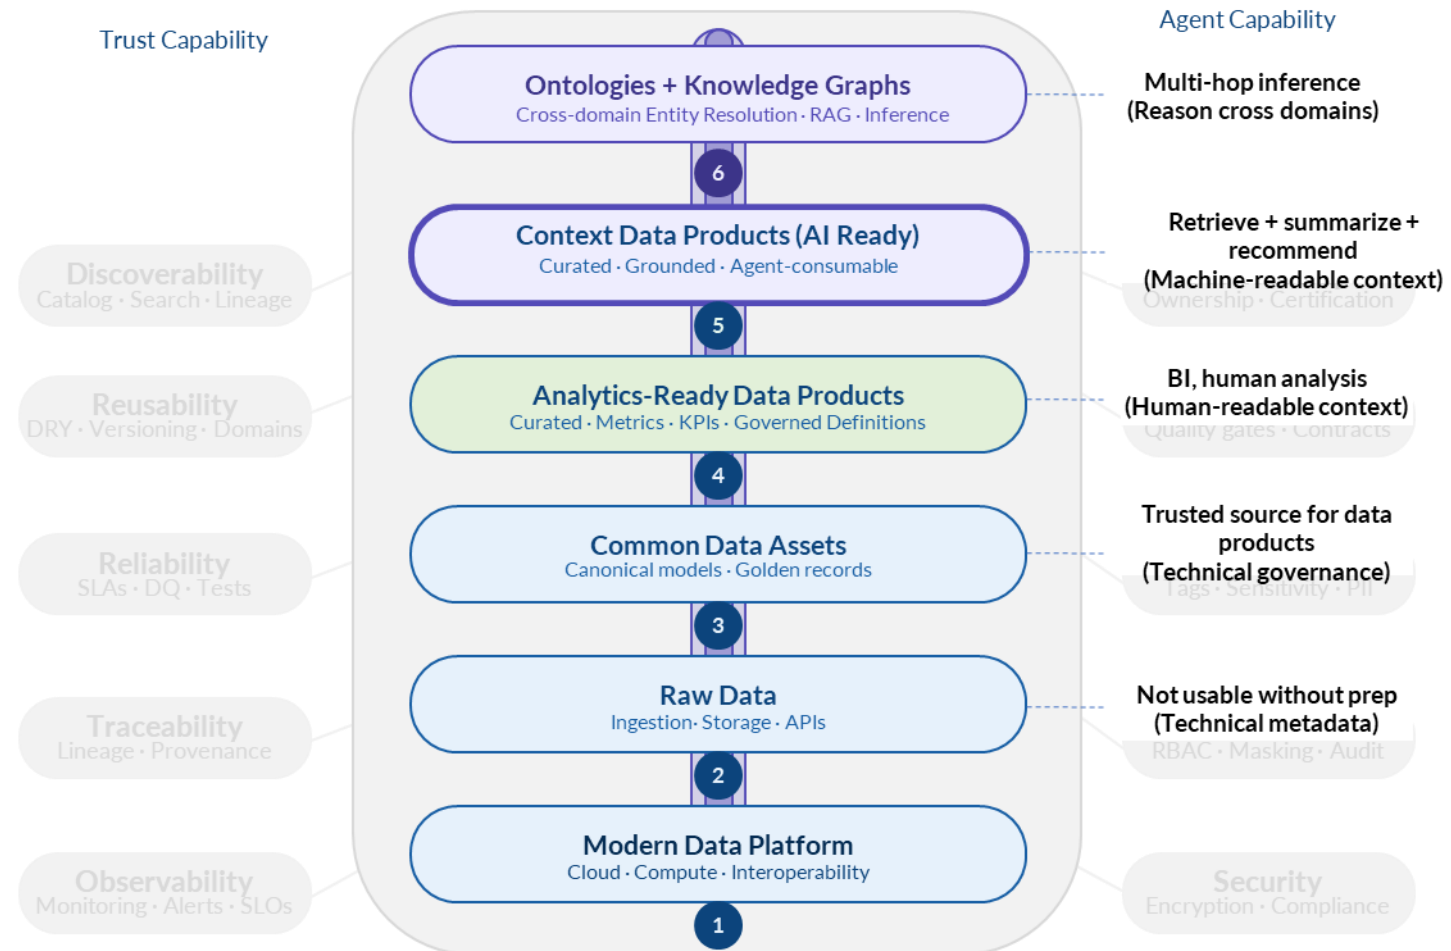 Trust Capability
Agent Capability
Ontologies + Knowledge Graphs
Cross-domain Entity Resolution · RAG · Inference
Multi-hop inference
(Reason cross domains)
6
Context Data Products (AI Ready)
Curated · Grounded · Agent-consumable
Retrieve + summarize +
recommend
(Machine-readable context)
Ownership · Certification
Discoverability
Catalog · Search · Lineage
5
Analytics-Ready Data Products
Curated · Metrics · KPIs · Governed Definitions
BI, human analysis
(Human-readable context)
Quality gates · Contracts
Reusability
DRY · Versioning · Domains
4
Common Data Assets
Canonical models · Golden records
Trusted source for data
products
(Technical governance)
Tags · Sensitivity · PII
Reliability
SLAs · DQ · Tests
3
Raw Data
Ingestion· Storage · APIs
Not usable without prep
(Technical metadata)
RBAC · Masking · Audit
Traceability
Lineage · Provenance
2
Modern Data Platform
Cloud · Compute · Interoperability
Observability
Monitoring · Alerts · SLOs
Security
Encryption · Compliance
1